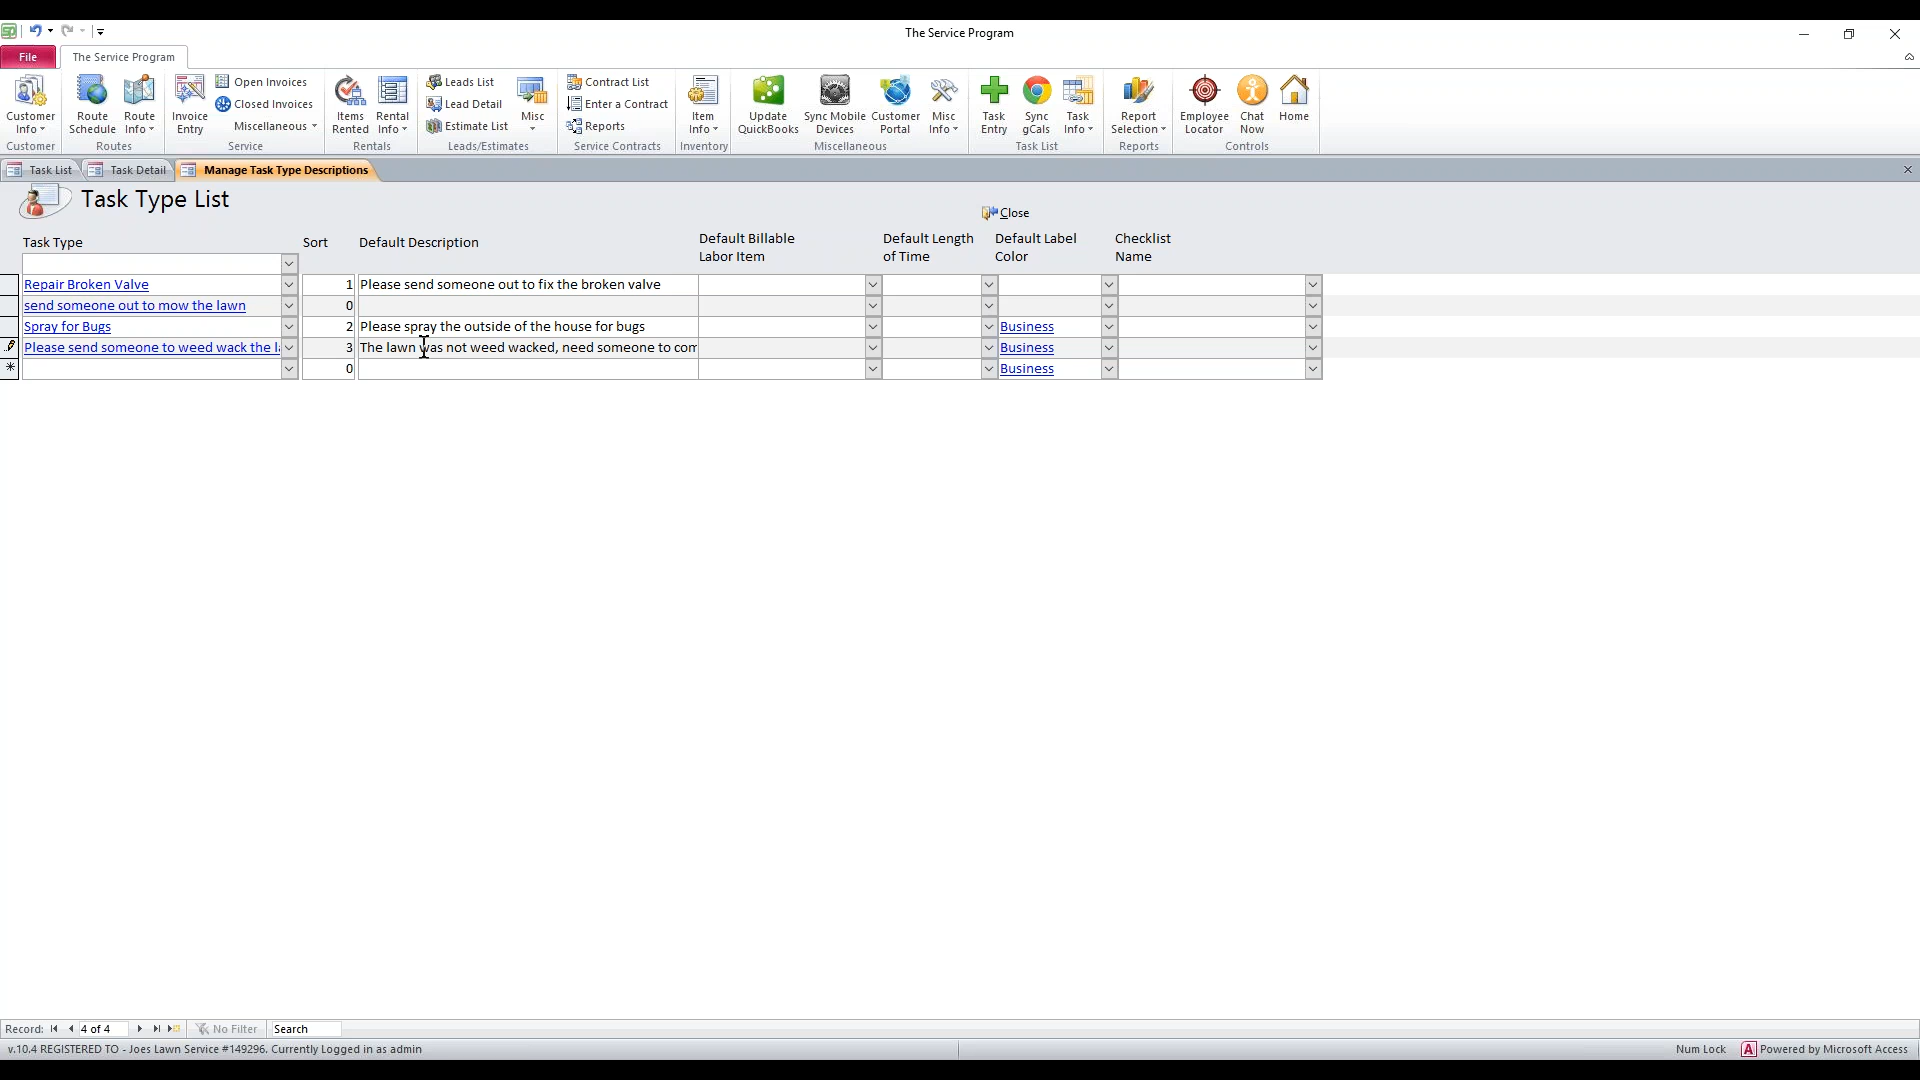 The Service Program
File The Service Program
Open Invoices Leads List Contract List
Closed Invoices Lead Detail Enter a Contract
Miscellaneous Estimate List Reports
Customer Info Route Schedule Route Info Invoice Entry Items Rented Rental Info Misc Item Info Update QuickBooks Sync Mobile Devices Customer Portal Misc Info Task Entry Sync gCals Task Info Report Selection Employee Locator Chat Now Home
Customer Routes Service Rentals Leads/Estimates Service Contracts Inventory Miscellaneous Task List Reports Controls
Task List Task Detail Manage Task Type Descriptions
Task Type List
Close
Task Type Sort Default Description Default Billable Labor Item Default Length of Time Default Label Color Checklist Name
Repair Broken Valve 1 Please send someone out to fix the broken valve
send someone out to mow the lawn 0
Spray for Bugs 2 Please spray the outside of the house for bugs Business
Please send someone to weed wack the 3 The lawn was not weed wacked, need someone to com Business
0 Business
Record: 4 of 4 No Filter Search
v.10.4 REGISTERED TO - Joes Lawn Service #149296. Currently Logged in as admin Num Lock A Powered by Microsoft Access